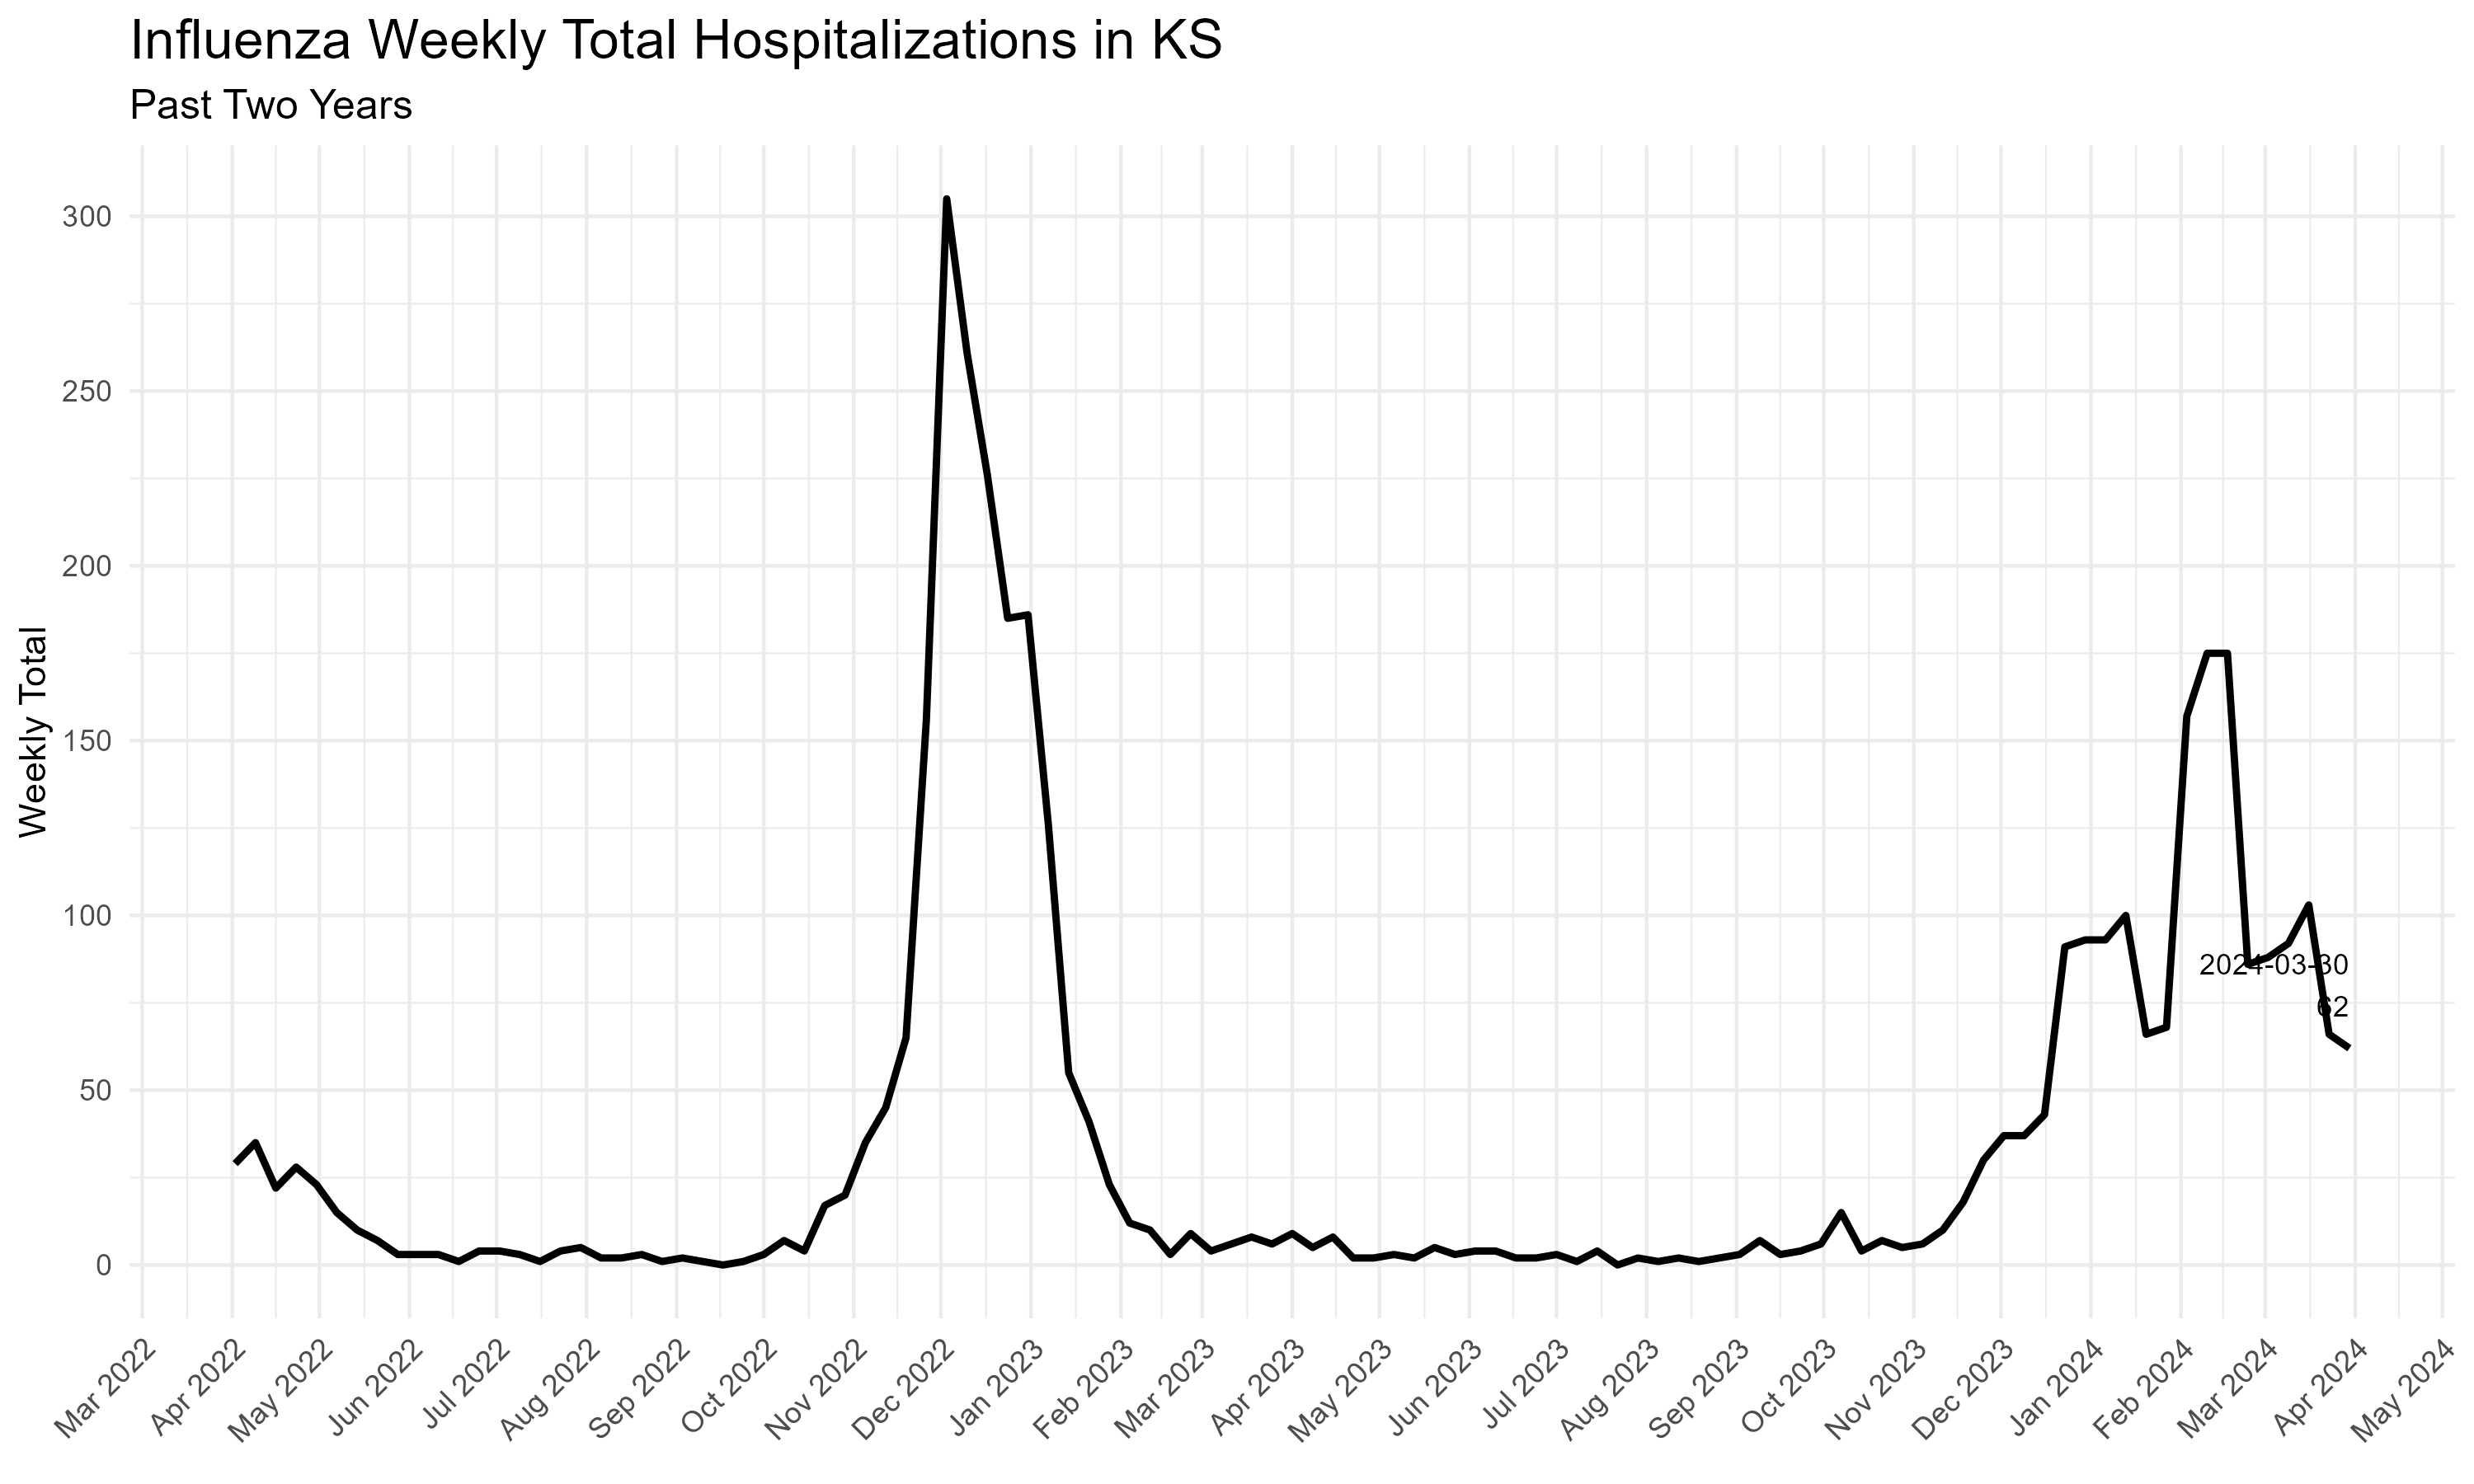 Influenza Weekly Total Hospitalizations in KS
Past Two Years
Weekly Total
300
250
200
150
100
50
0
2024-03-30
62
Mar 2022
Apr 2022
May 2022
Jun 2022
Jul 2022
Aug 2022
Sep 2022
Oct 2022
Nov 2022
Dec 2022
Jan 2023
Feb 2023
Mar 2023
Apr 2023
May 2023
Jun 2023
Jul 2023
Aug 2023
Sep 2023
Oct 2023
Nov 2023
Dec 2023
Jan 2024
Feb 2024
Mar 2024
Apr 2024
May 2024